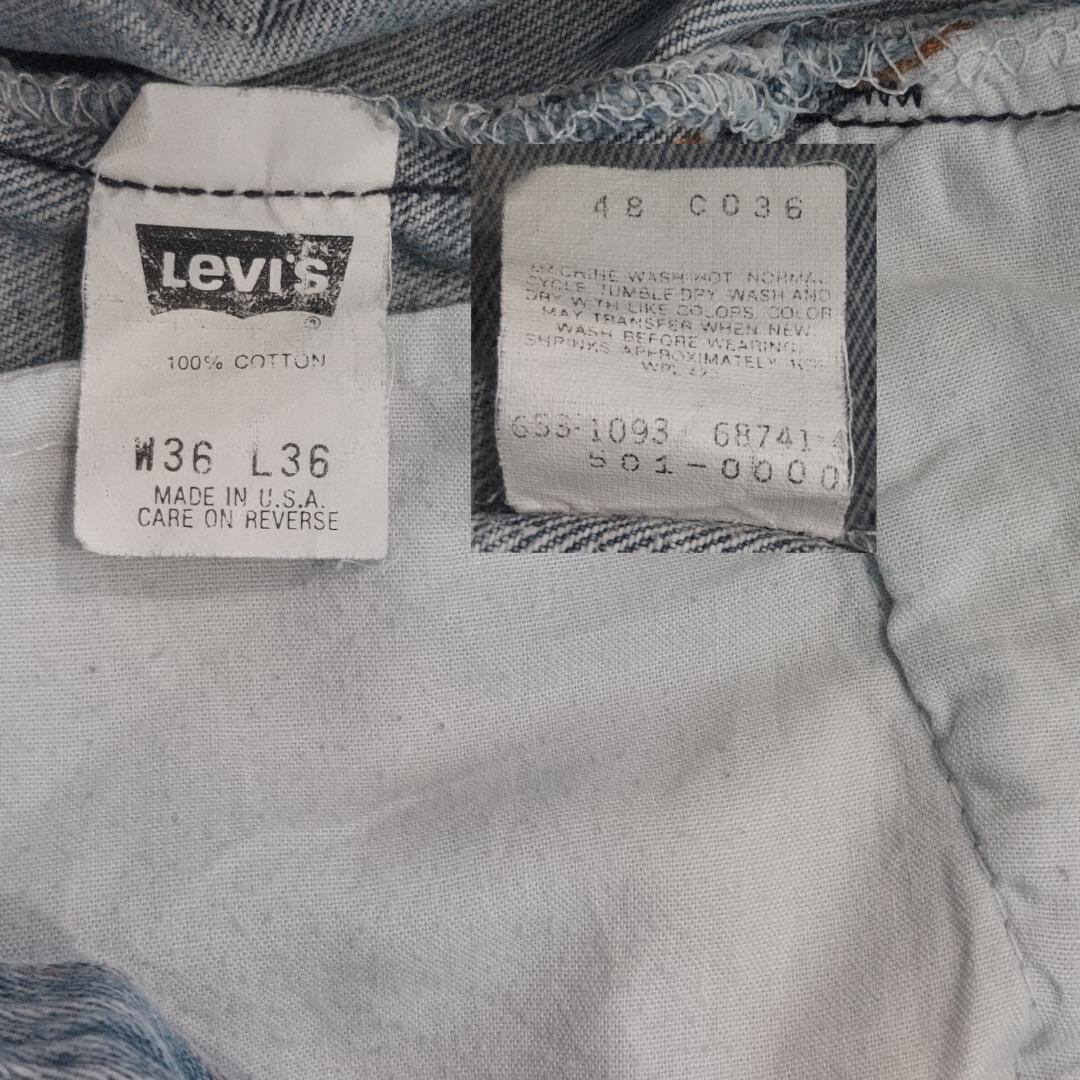 Levi's
®
100% COTTON
W36 L36
MADE IN U.S.A.
CARE ON REVERSE
48 C036
MACHINE WASH HOT NORMAL
CYCLE TUMBLE DRY WASH AND
DRY WITH LIKE COLORS. COLOR
MAY TRANSFER WHEN NEW
WASH BEFORE WEARING
SHRINKS APPROXIMATELY
WPL
653-1093 68741-4
501-0000